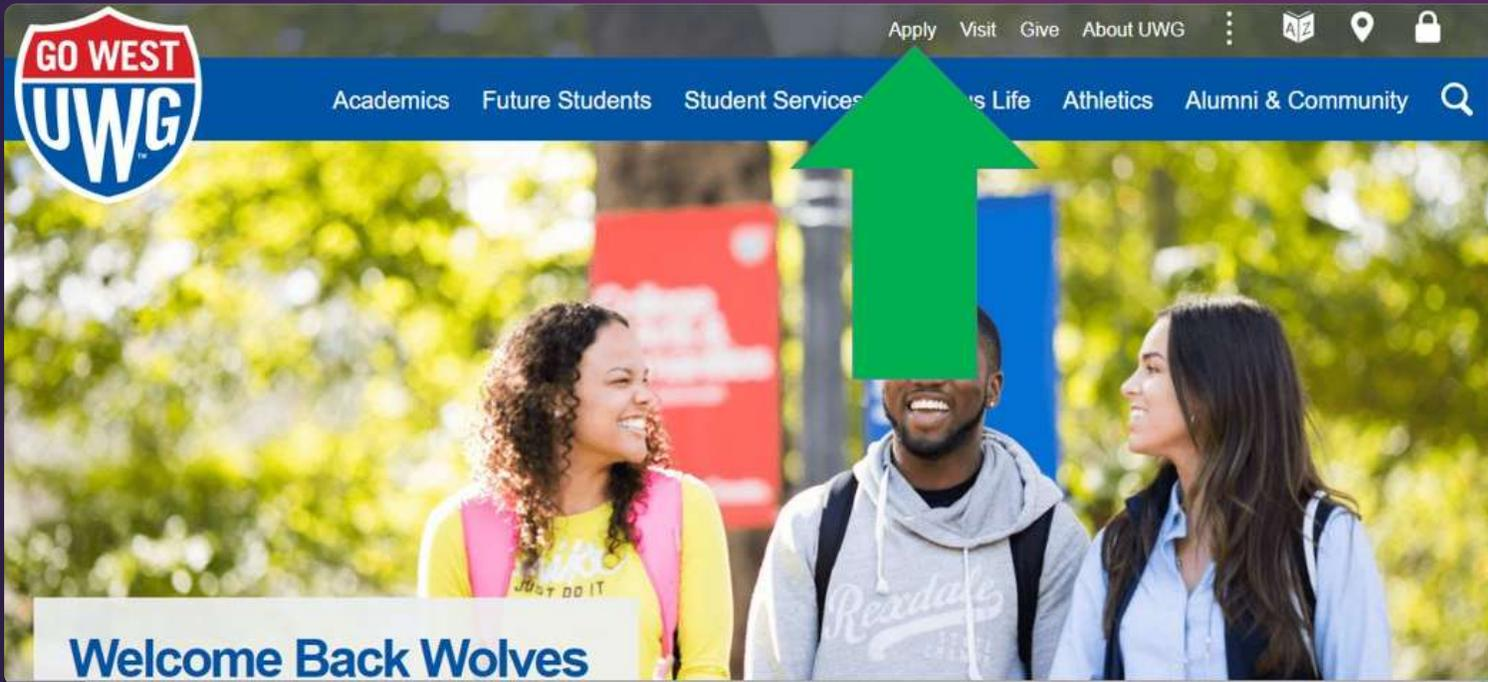 GO WEST
UWG
Apply Visit Give About UWG
AZ
Academics Future Students Student Services Life Athletics Alumni & Community
JUST DO IT
Rexdale
Welcome Back Wolves